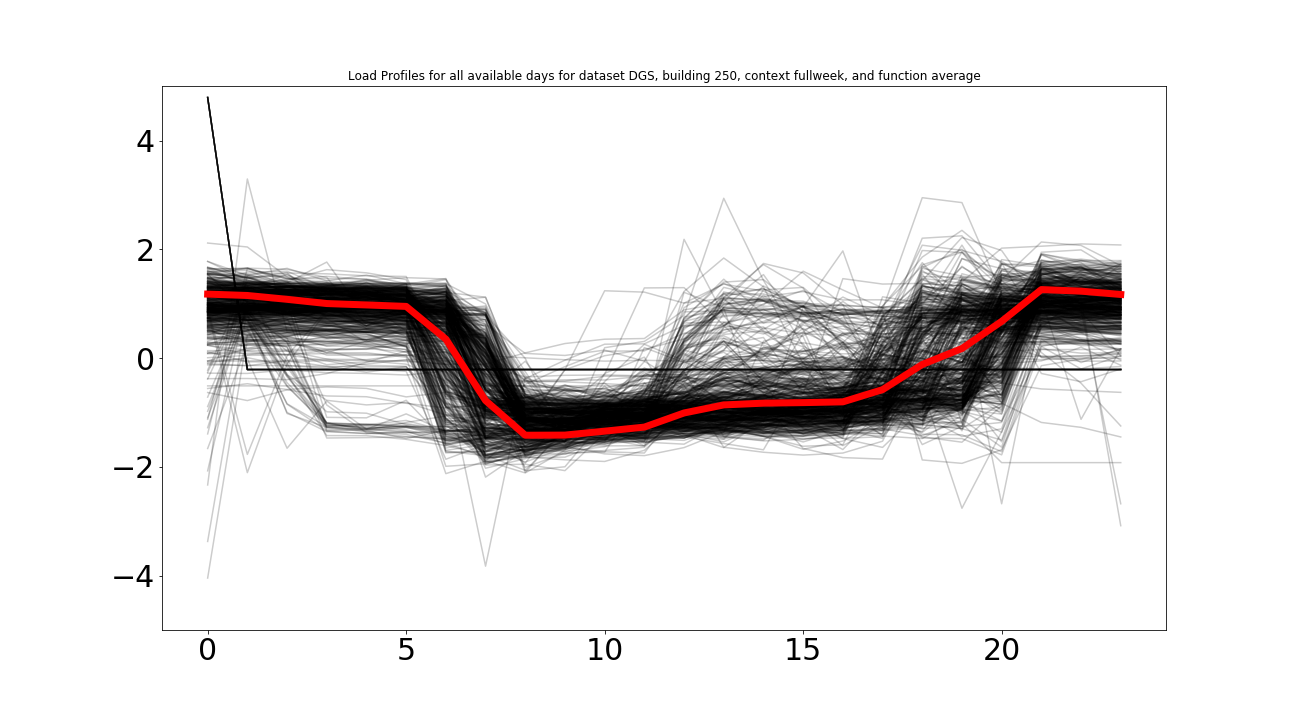 Load Profiles for all available days for dataset DGS, building 250, context fullweek, and function average
4
2
0
−2
−4
0 5 10 15 20